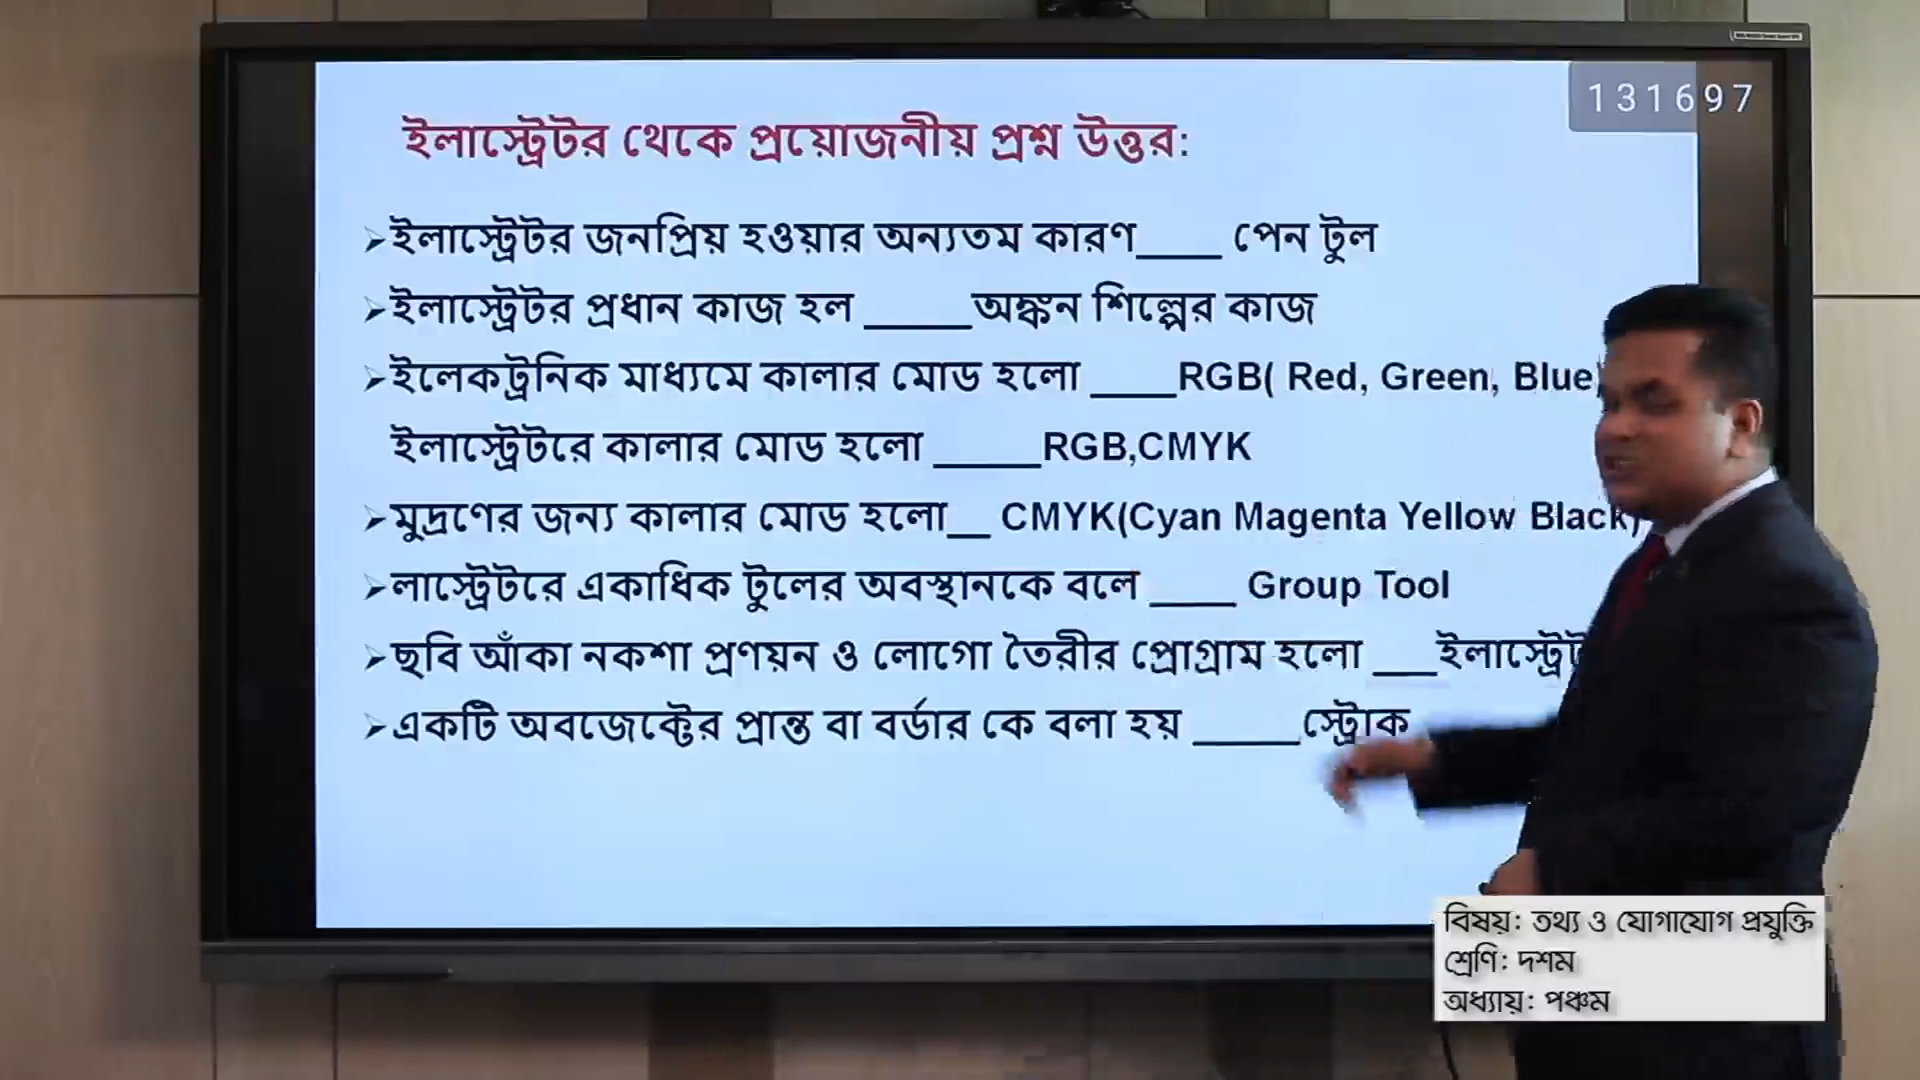 131697
ইলাস্ট্রেটর থেকে প্রয়োজনীয় প্রশ্ন উত্তর:
➢ইলাস্ট্রেটর জনপ্রিয় হওয়ার অন্যতম কারণ____ পেন টুল
➢ইলাস্ট্রেটর প্রধান কাজ হল _____অঙ্কন শিল্পের কাজ
➢ইলেকট্রনিক মাধ্যমে কালার মোড হলো ____RGB( Red, Green, Blue)
ইলাস্ট্রেটরে কালার মোড হলো _____RGB,CMYK
➢মুদ্রণের জন্য কালার মোড হলো__ CMYK(Cyan Magenta Yellow Black)
➢লাস্ট্রেটরে একাধিক টুলের অবস্থানকে বলে ____ Group Tool
➢ছবি আঁকা নকশা প্রণয়ন ও লোগো তৈরীর প্রোগ্রাম হলো ___
➢একটি অবজেক্টের প্রান্ত বা বর্ডার কে বলা হয় _____স্ট্রোক
বিষয়: তথ্য ও যোগাযোগ প্রযুক্তি
শ্রেণি: দশম
অধ্যায়: পঞ্চম